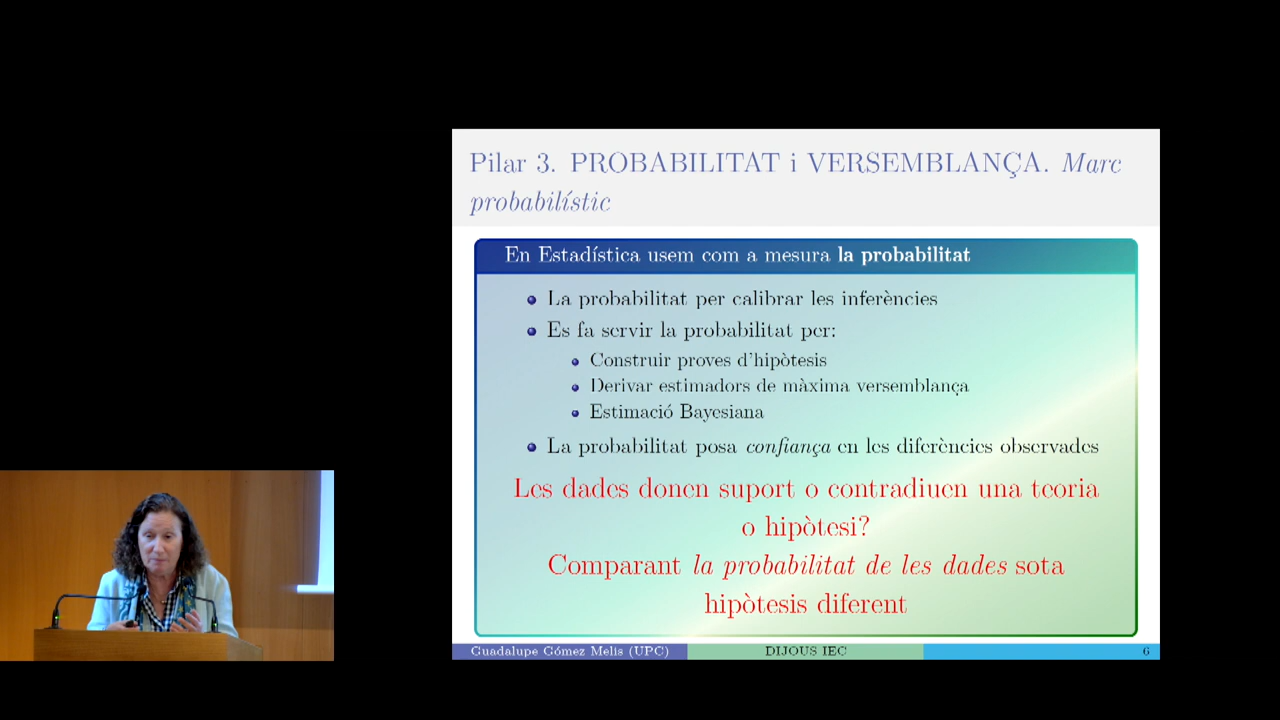 Pilar 3. PROBABILITAT i VERSEMBLANÇA. Marc
probabilístic
En Estadística usem com a mesura la probabilitat
La probabilitat per calibrar les inferències
Es fa servir la probabilitat per:
Construir proves d'hipòtesis
Derivar estimadors de màxima versemblança
Estimació Bayesiana
La probabilitat posa confiança en les diferències observades
Les dades donen suport o contradiuen una teoria
o hipòtesi?
Comparant la probabilitat de les dades sota
hipòtesis diferent
Guadalupe Gómez Melis (UPC) DIJOUS IEC 6